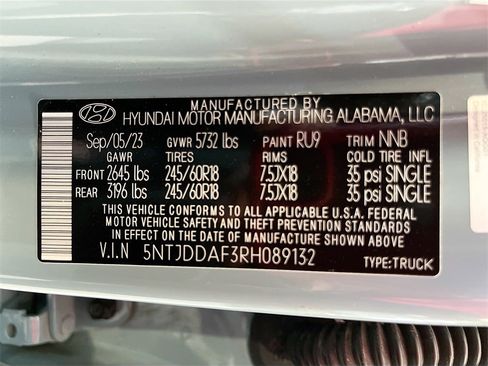 MANUFACTURED BY
HYUNDAI MOTOR MANUFACTURING ALABAMA, LLC
Sep/05/23 GVWR 5732 lbs PAINT RU9 TRIM NNB
GAWR TIRES RIMS COLD TIRE INFL
FRONT 2645 lbs 245/60R18 7.5JX18 35 psi SINGLE
REAR 3196 lbs 245/60R18 7.5JX18 35 psi SINGLE
THIS VEHICLE CONFORMS TO ALL APPLICABLE U.S.A. FEDERAL
MOTOR VEHICLE SAFETY AND THEFT PREVENTION STANDARDS
IN EFFECT ON THE DATE OF MANUFACTURE SHOWN ABOVE.
V.I.N 5NTJDDAF3RH089132 TYPE:TRUCK